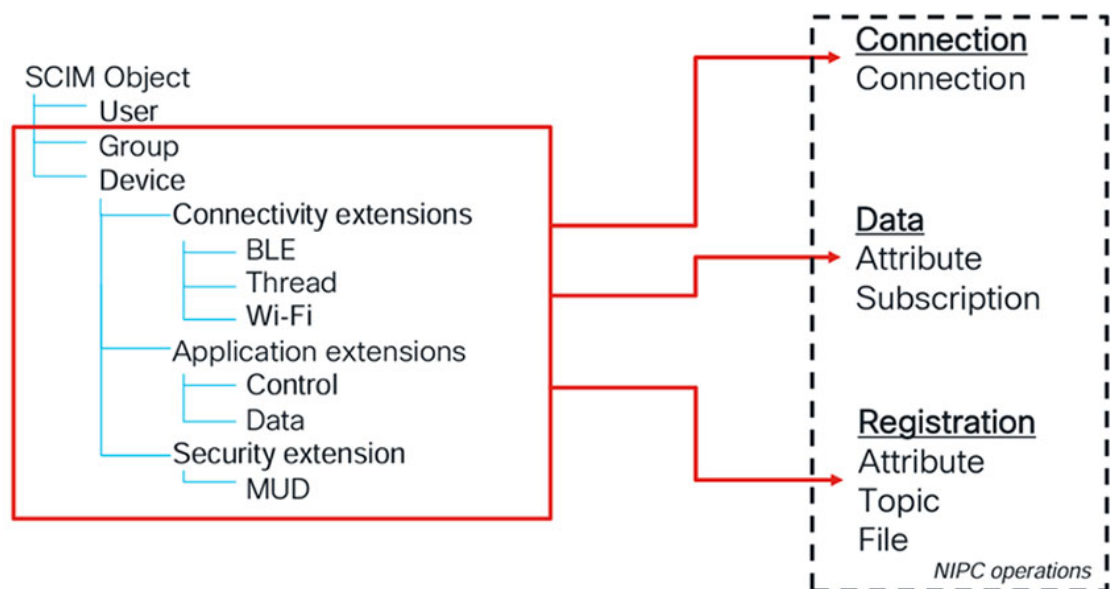 SCIM Object
User
Group
Device
Connectivity extensions
BLE
Thread
Wi-Fi
Application extensions
Control
Data
Security extension
MUD
Connection
Connection
Data
Attribute
Subscription
Registration
Attribute
Topic
File
NIPC operations